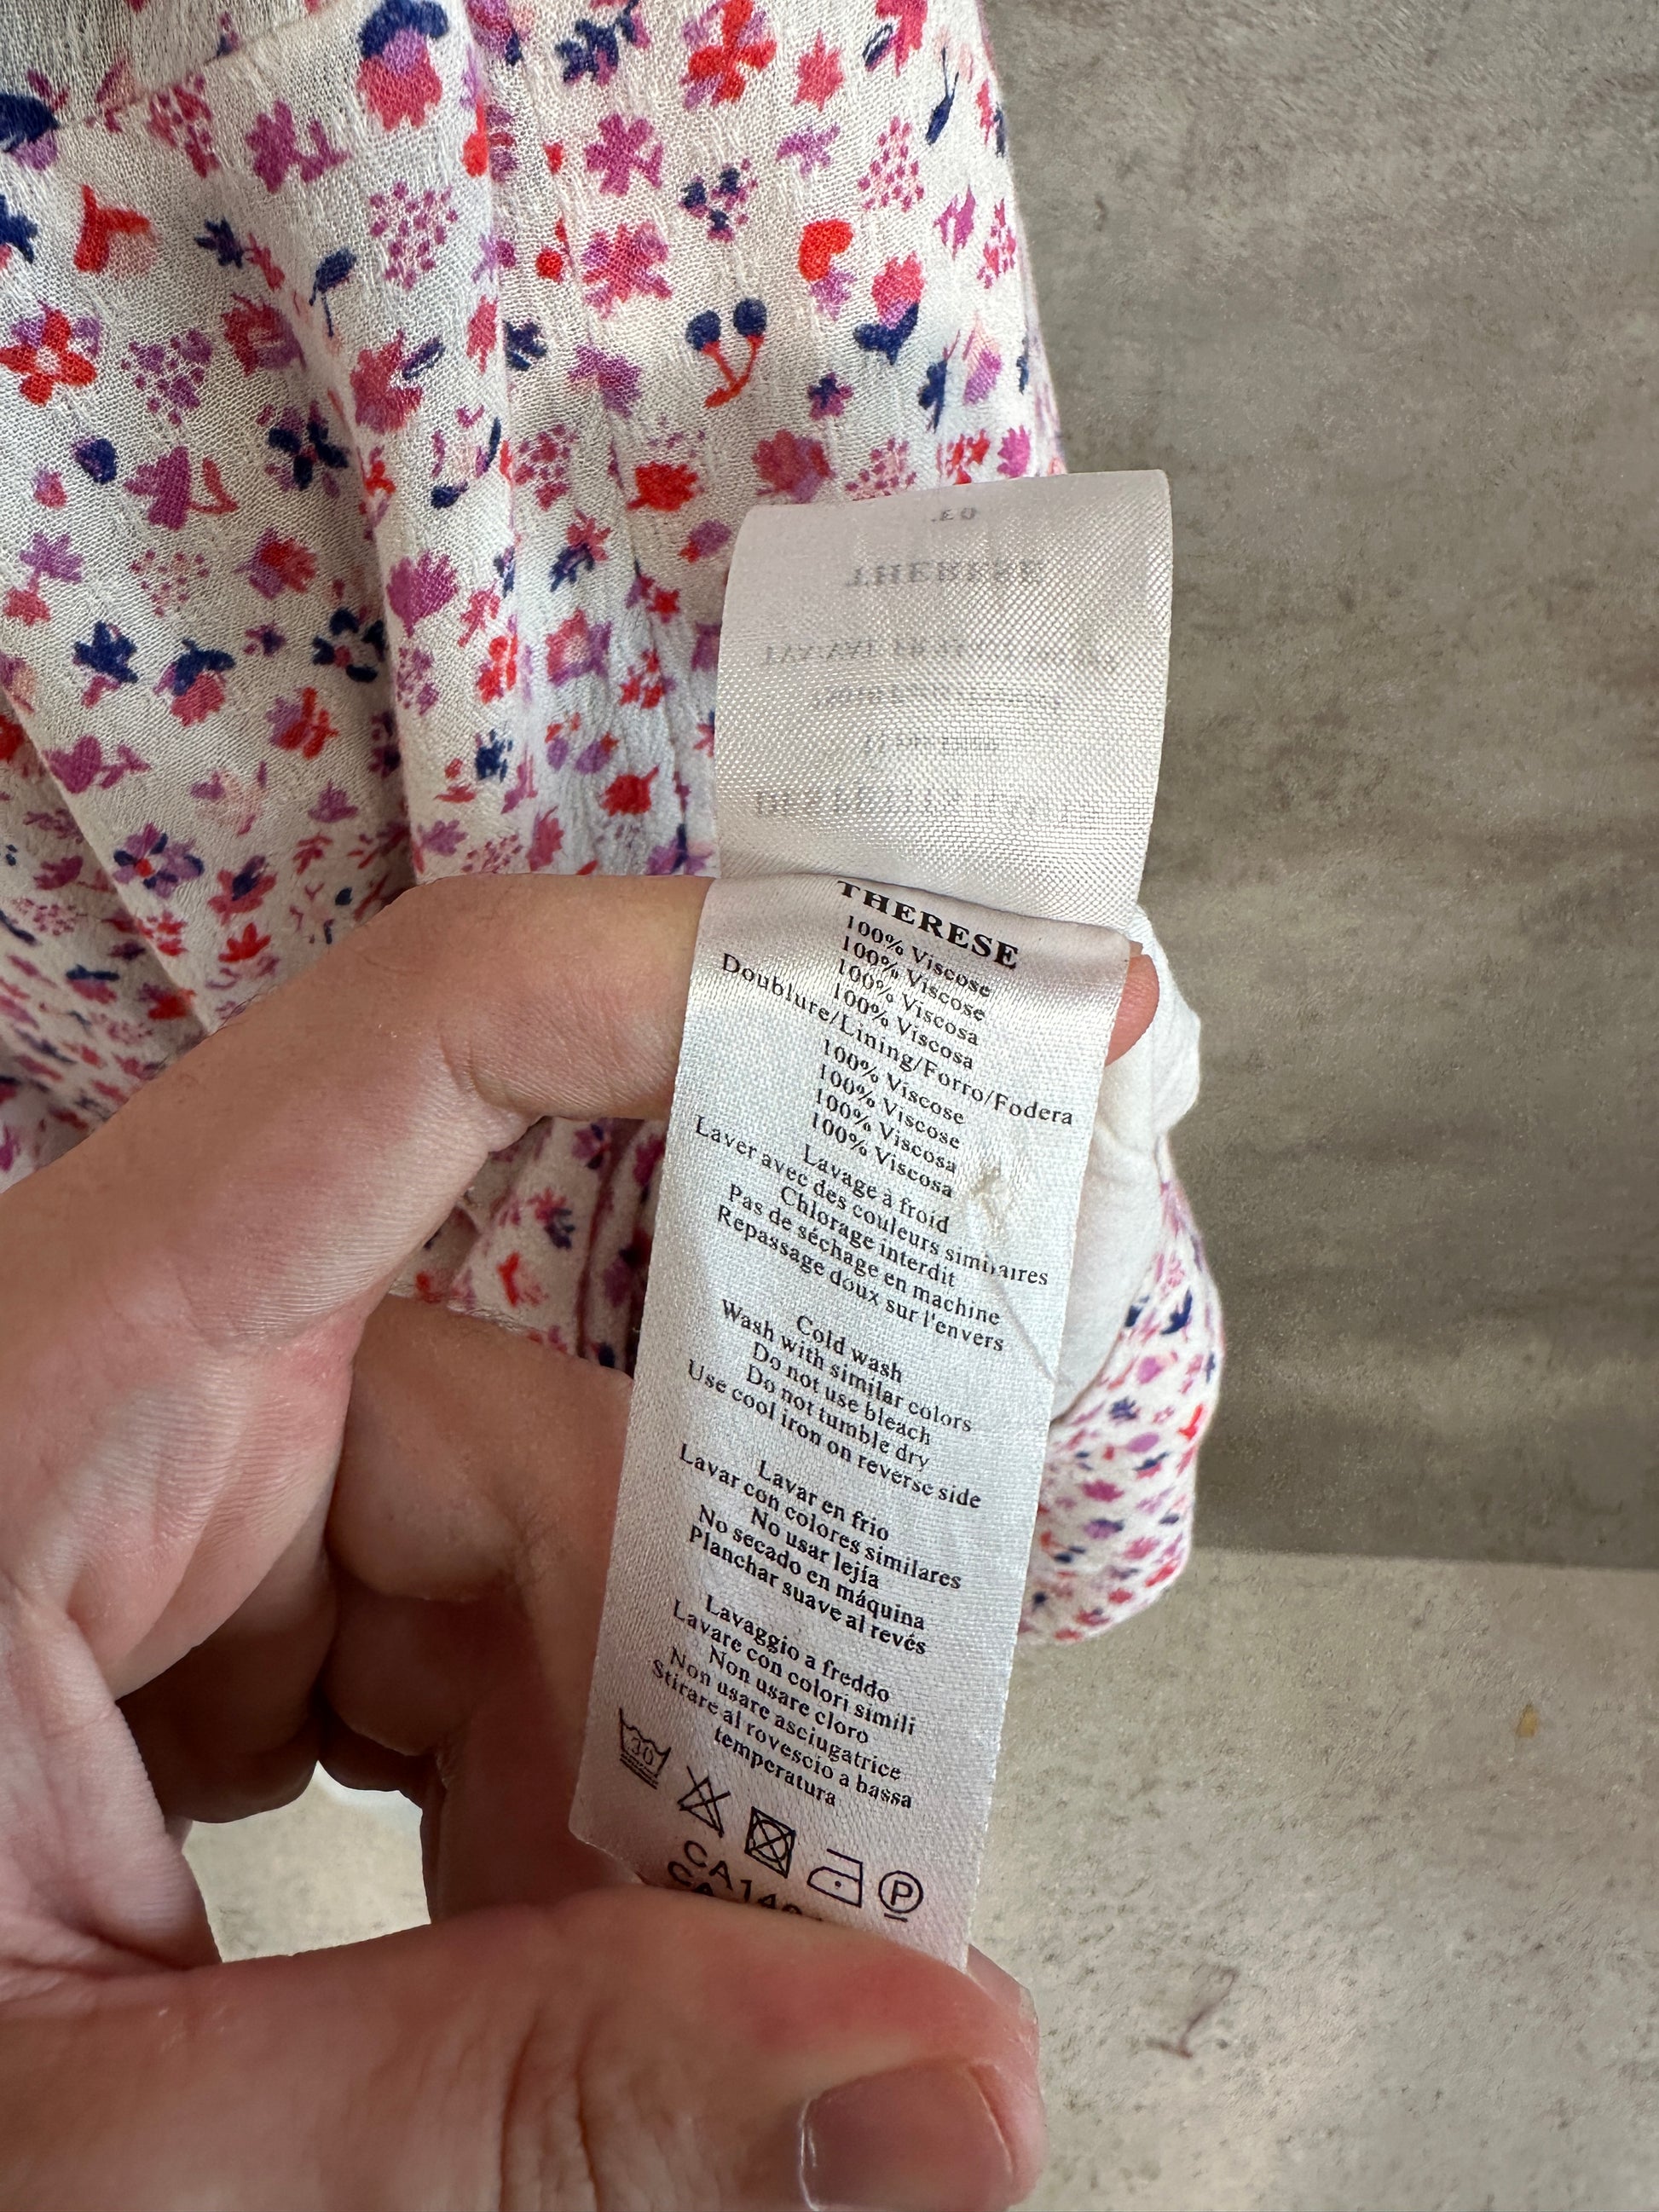 THERESE
100% Viscose
100% Viscose
100% Viscosa
100% Viscosa
Doublure/Lining/Forro/Fodera
100% Viscose
100% Viscose
100% Viscosa
100% Viscosa
Lavage à froid
Laver avec des couleurs similaires
Chlorage interdit
Pas de séchage en machine
Repassage doux sur l'envers
Cold wash
Wash with similar colors
Do not use bleach
Do not tumble dry
Use cool iron on reverse side
Lavar en frio
Lavar con colores similares
No usar lejía
No secado en máquina
Planchar suave al revés
Lavaggio a freddo
Lavare con colori simili
Non usare cloro
Non usare asciugatrice
Stirare al rovescio a bassa
temperatura
30
P
CA
CA